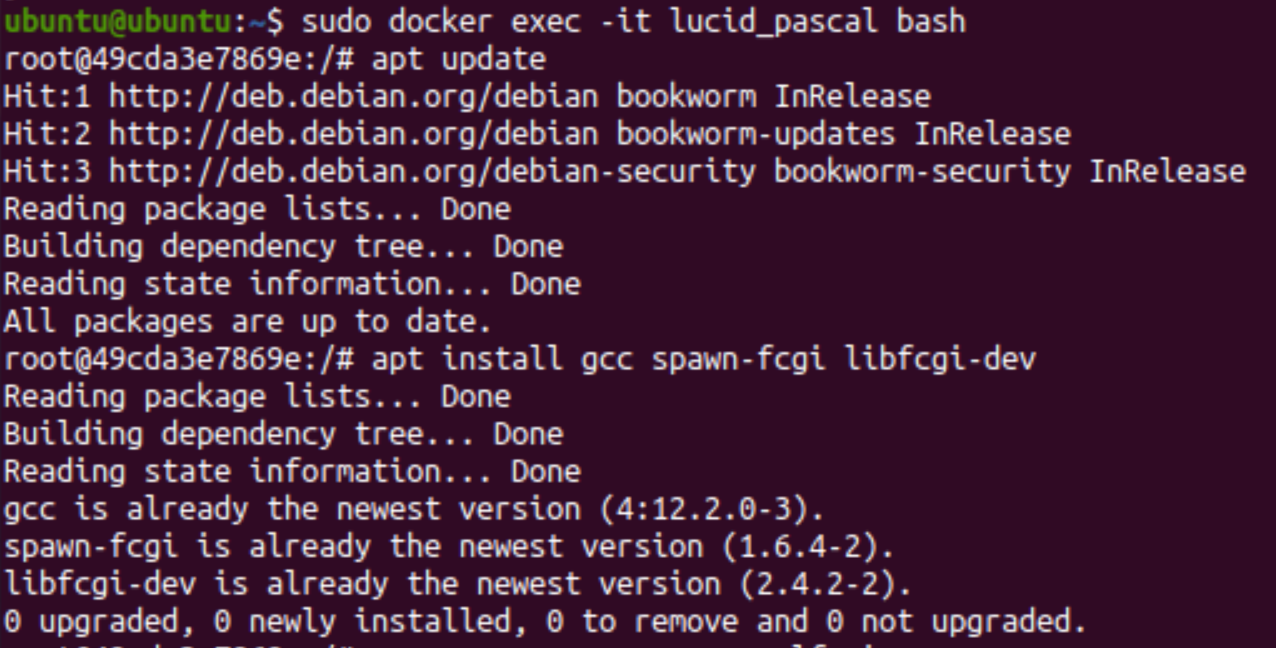 ubuntu@ubuntu:~$ sudo docker exec -it lucid_pascal bash
root@49cda3e7869e:/# apt update
Hit:1 http://deb.debian.org/debian bookworm InRelease
Hit:2 http://deb.debian.org/debian bookworm-updates InRelease
Hit:3 http://deb.debian.org/debian-security bookworm-security InRelease
Reading package lists... Done
Building dependency tree... Done
Reading state information... Done
All packages are up to date.
root@49cda3e7869e:/# apt install gcc spawn-fcgi libfcgi-dev
Reading package lists... Done
Building dependency tree... Done
Reading state information... Done
gcc is already the newest version (4:12.2.0-3).
spawn-fcgi is already the newest version (1.6.4-2).
libfcgi-dev is already the newest version (2.4.2-2).
0 upgraded, 0 newly installed, 0 to remove and 0 not upgraded.